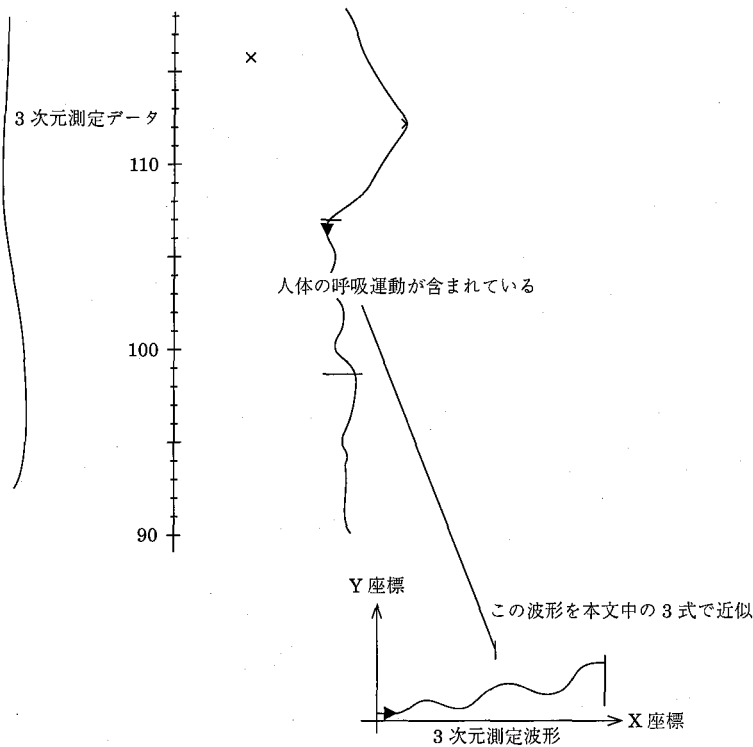 3 次元測定データ
110
人体の呼吸運動が含まれている
100
90
Y 座標
この波形を本文中の 3 式で近似
X 座標
3 次元測定波形